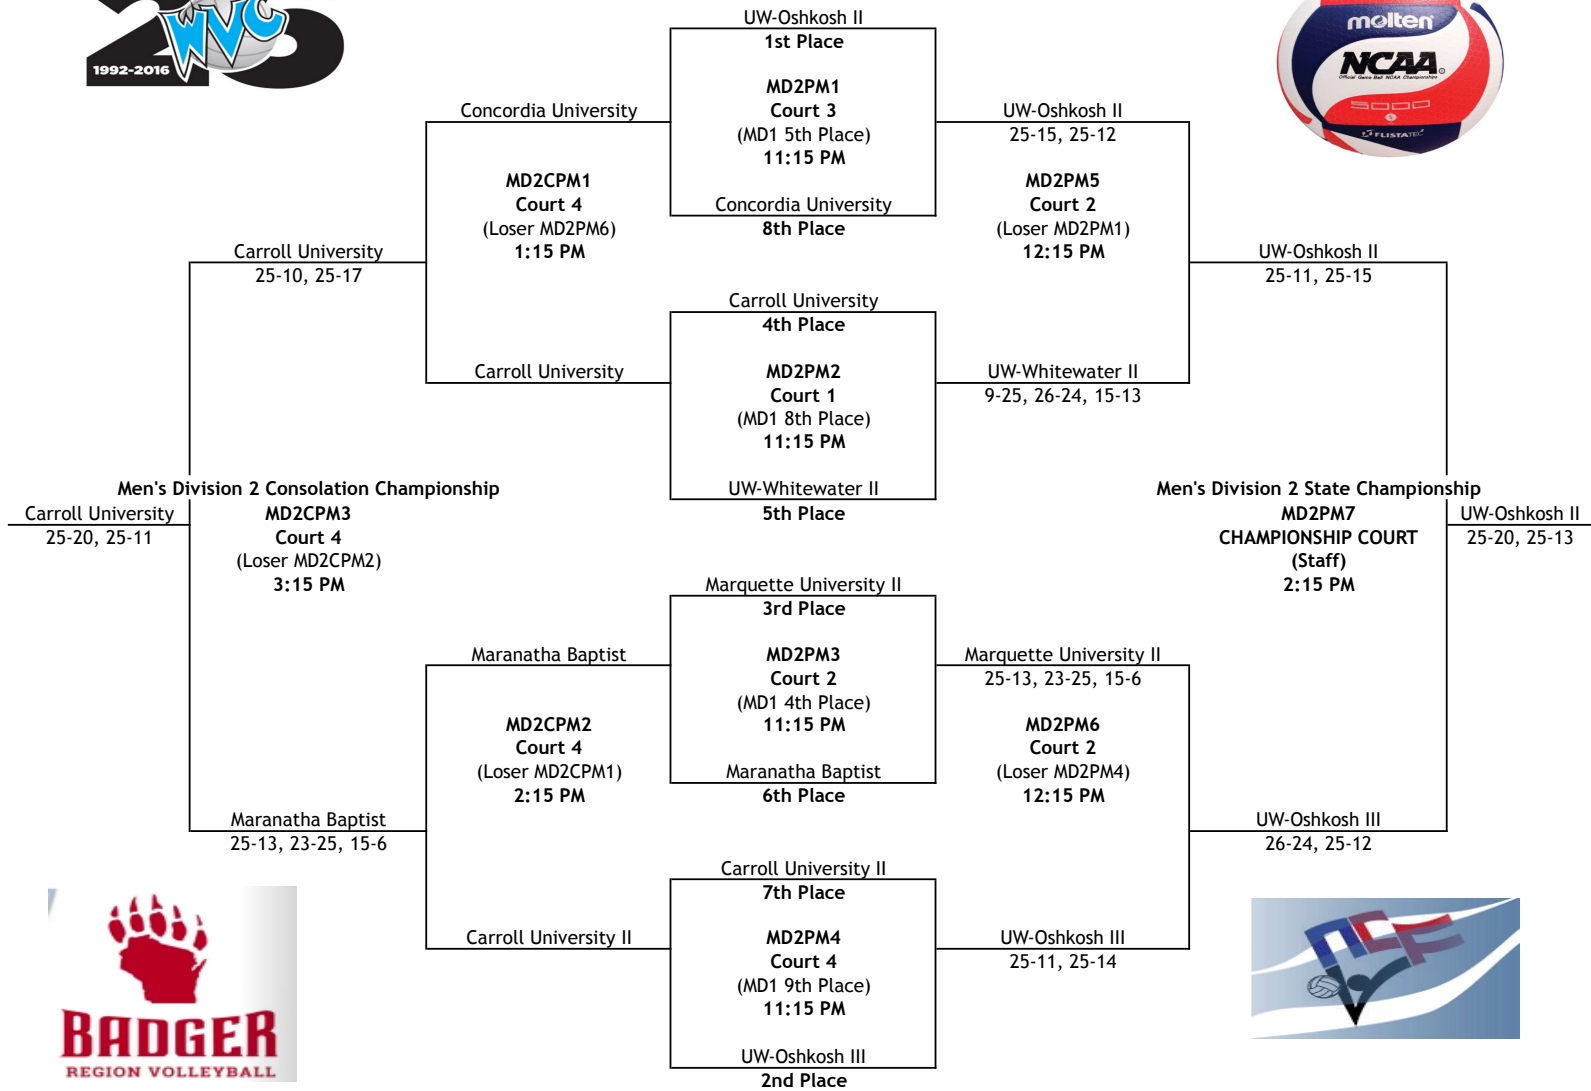 WVC
1992-2016
molten
NCAA
Official Game Ball NCAA Championships
5000
FLISTATEC
UW-Oshkosh II
1st Place
MD2PM1
Court 3
(MD1 5th Place)
11:15 PM
Concordia University
8th Place
Concordia University
MD2CPM1
Court 4
(Loser MD2PM6)
1:15 PM
UW-Oshkosh II
25-15, 25-12
MD2PM5
Court 2
(Loser MD2PM1)
12:15 PM
Carroll University
25-10, 25-17
UW-Oshkosh II
25-11, 25-15
Carroll University
4th Place
MD2PM2
Court 1
(MD1 8th Place)
11:15 PM
UW-Whitewater II
5th Place
Carroll University
UW-Whitewater II
9-25, 26-24, 15-13
Men's Division 2 Consolation Championship
MD2CPM3
Court 4
(Loser MD2CPM2)
3:15 PM
Carroll University
25-20, 25-11
Men's Division 2 State Championship
MD2PM7
CHAMPIONSHIP COURT
(Staff)
2:15 PM
UW-Oshkosh II
25-20, 25-13
Marquette University II
3rd Place
MD2PM3
Court 2
(MD1 4th Place)
11:15 PM
Maranatha Baptist
6th Place
Maranatha Baptist
MD2CPM2
Court 4
(Loser MD2CPM1)
2:15 PM
Marquette University II
25-13, 23-25, 15-6
MD2PM6
Court 2
(Loser MD2PM4)
12:15 PM
Maranatha Baptist
25-13, 23-25, 15-6
UW-Oshkosh III
26-24, 25-12
Carroll University II
7th Place
MD2PM4
Court 4
(MD1 9th Place)
11:15 PM
UW-Oshkosh III
2nd Place
Carroll University II
UW-Oshkosh III
25-11, 25-14
BADGER
REGION VOLLEYBALL
NCVF